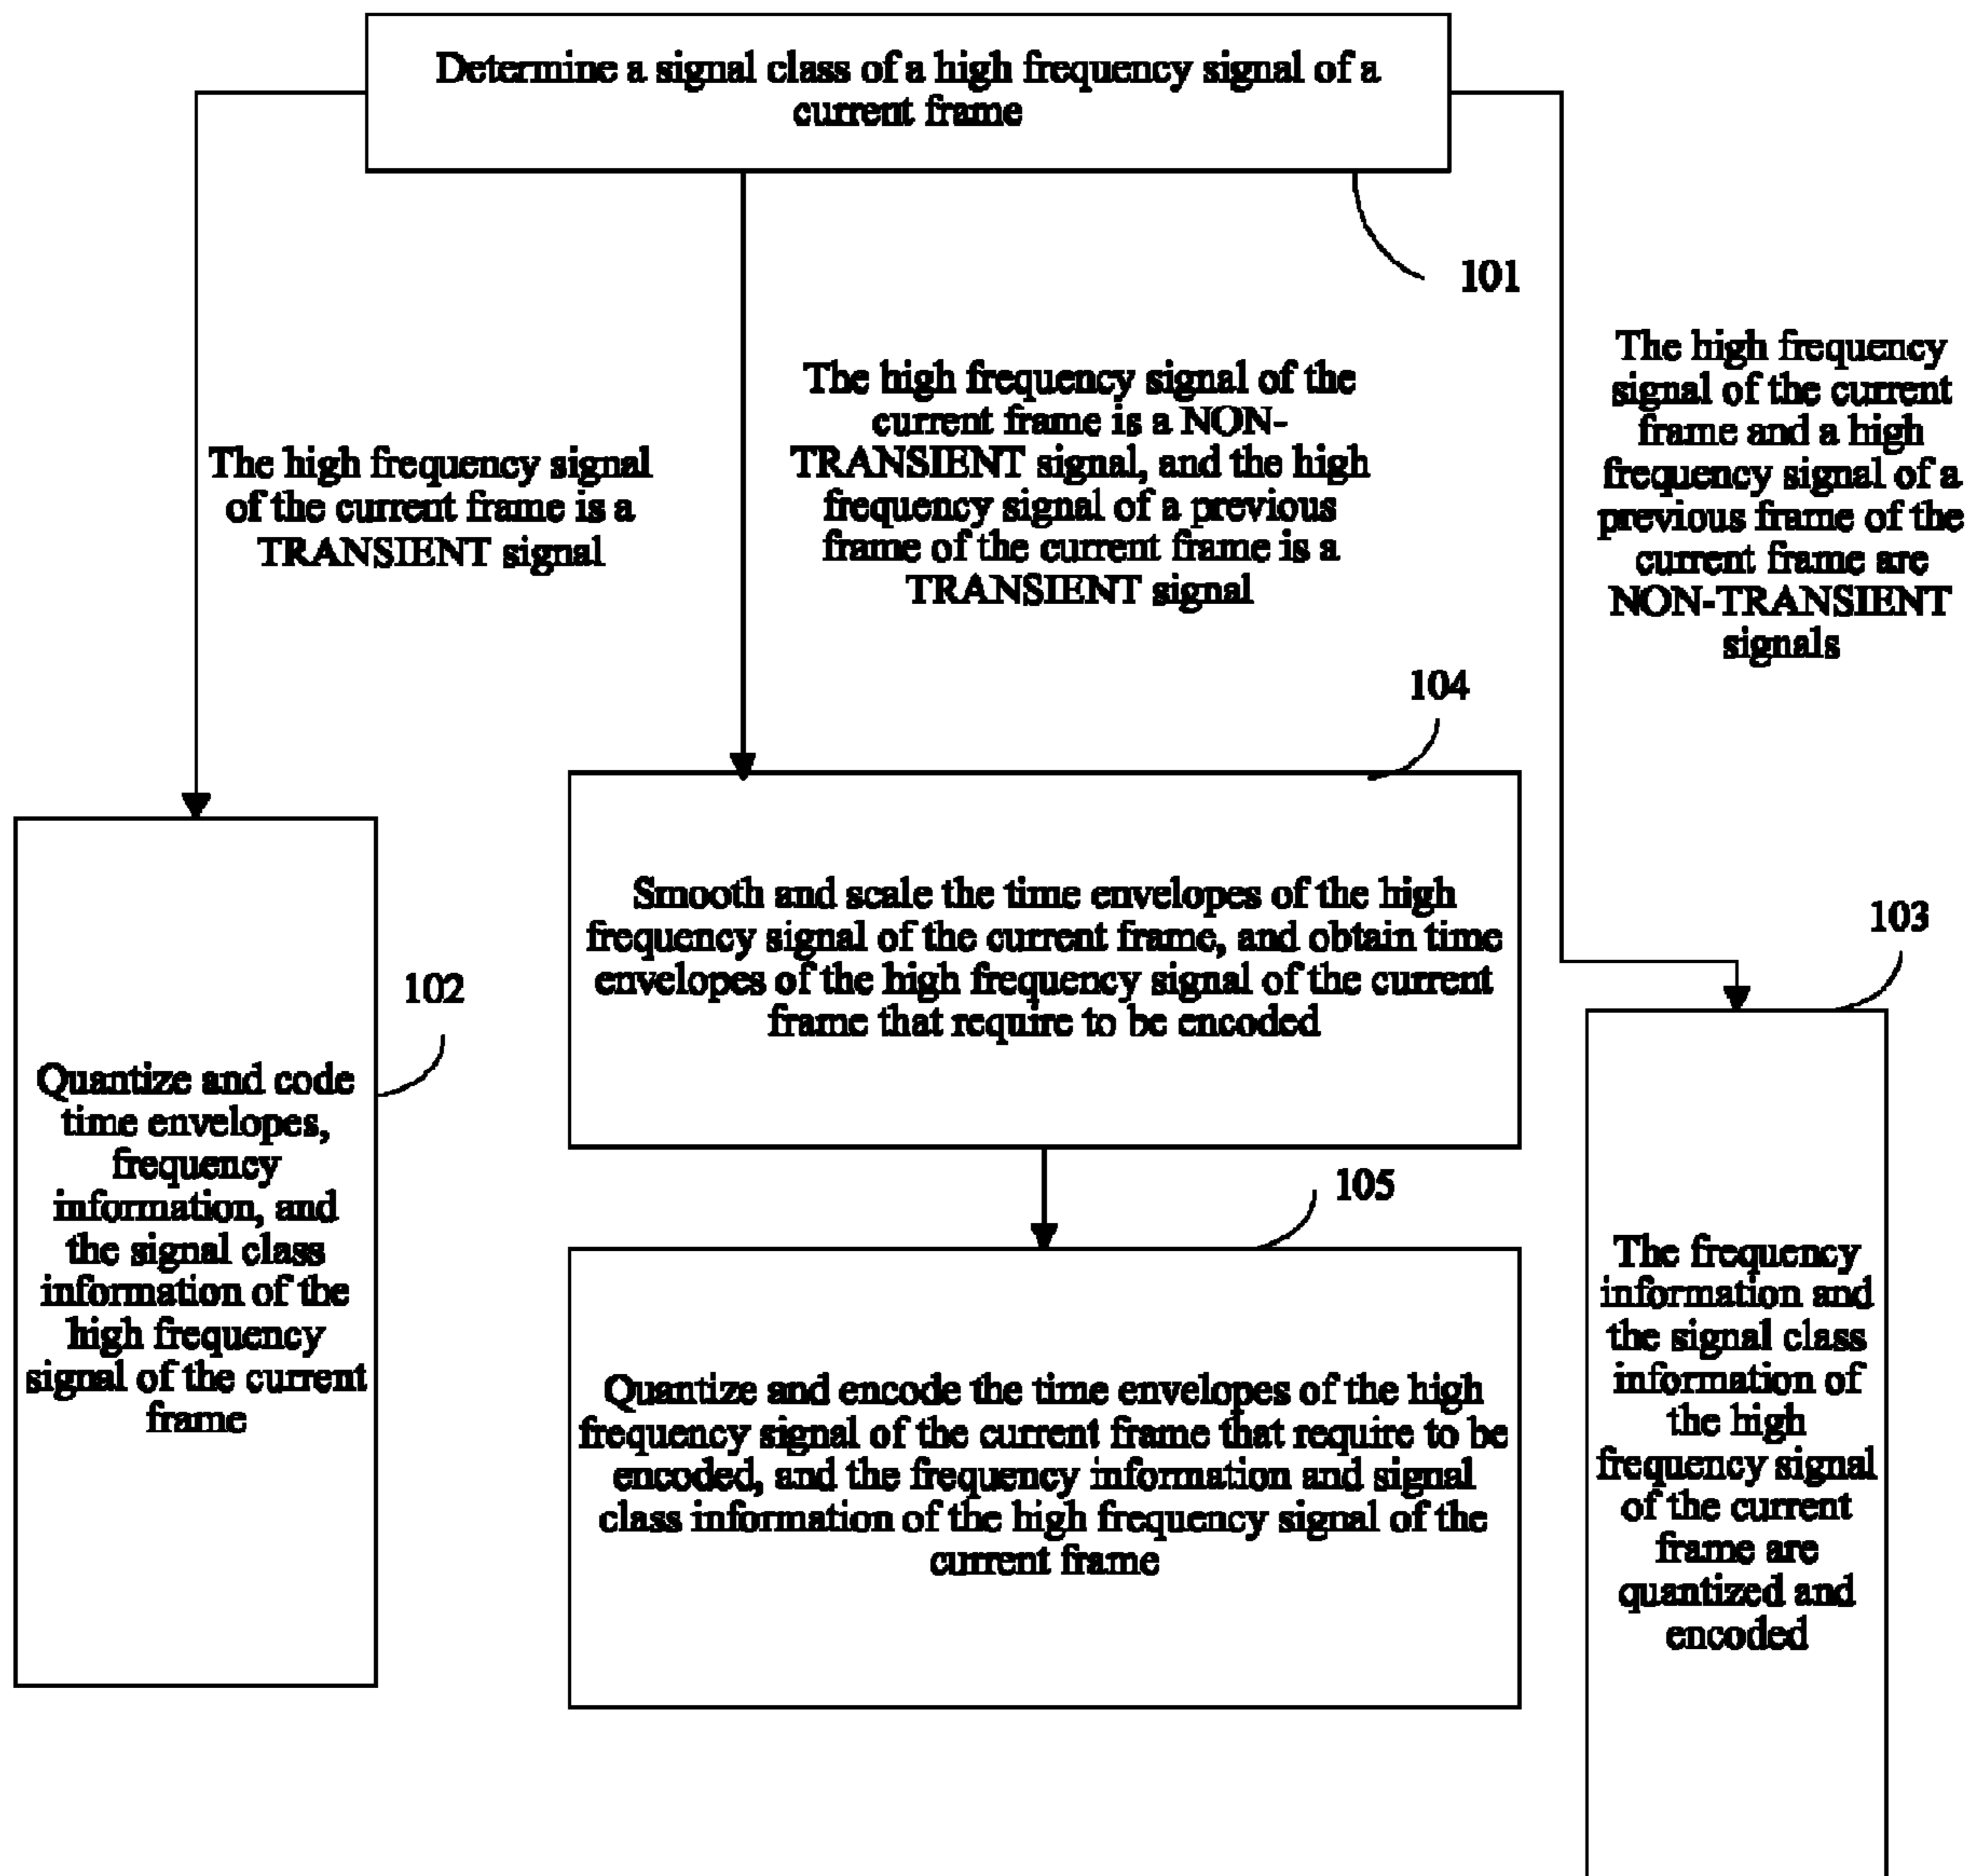 Determine a signal class of a high frequency signal of a
current frame
101
The high frequency signal
of the current frame is a
TRANSIENT signal
The high frequency signal of the
current frame is a NON-
TRANSIENT signal, and the high
frequency signal of a previous
frame of the current frame is a
TRANSIENT signal
The high frequency
signal of the current
frame and a high
frequency signal of a
previous frame of the
current frame are
NON-TRANSIENT
signals
104
Smooth and scale the time envelopes of the high
frequency signal of the current frame, and obtain time
envelopes of the high frequency signal of the current
frame that require to be encoded
103
102
Quantize and code
time envelopes,
frequency
information, and
the signal class
information of the
high frequency
signal of the current
frame
105
Quantize and encode the time envelopes of the high
frequency signal of the current frame that require to be
encoded, and the frequency information and signal
class information of the high frequency signal of the
current frame
The frequency
information and
the signal class
information of
the high
frequency signal
of the current
frame are
quantized and
encoded